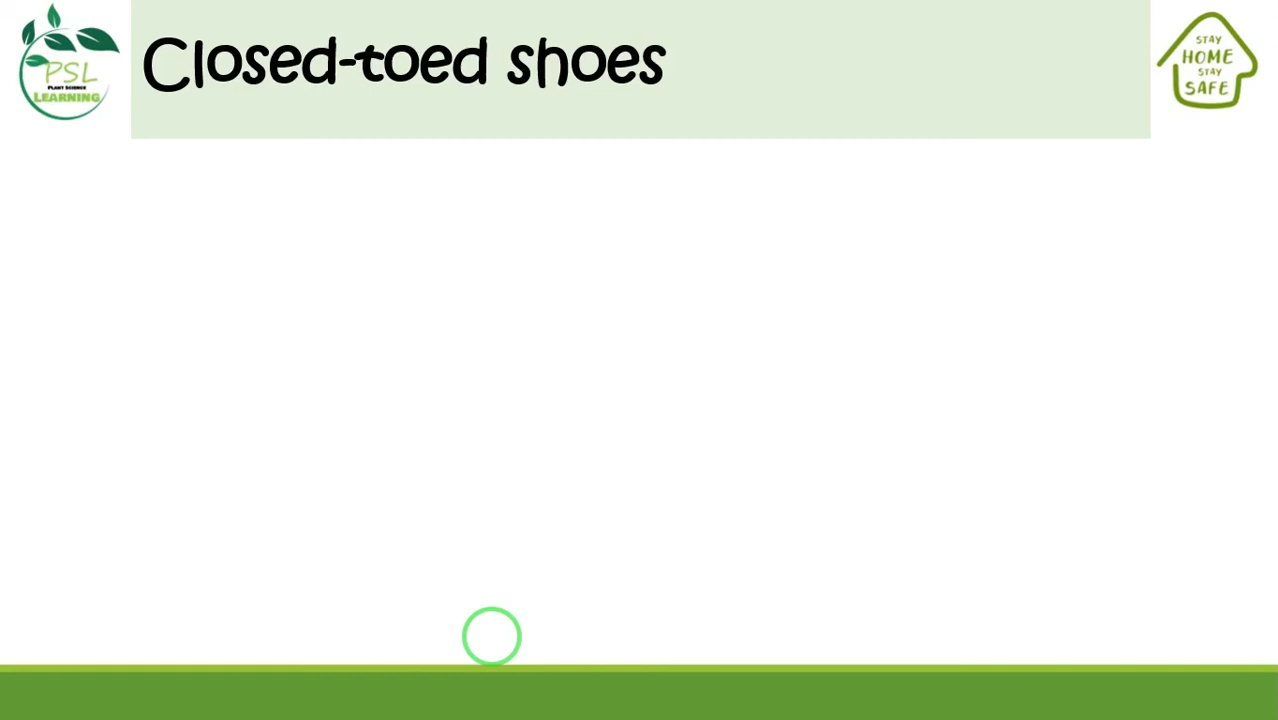 Closed-toed shoes
PSL
PLANT SCIENCE
LEARNING
STAY
HOME
STAY
SAFE